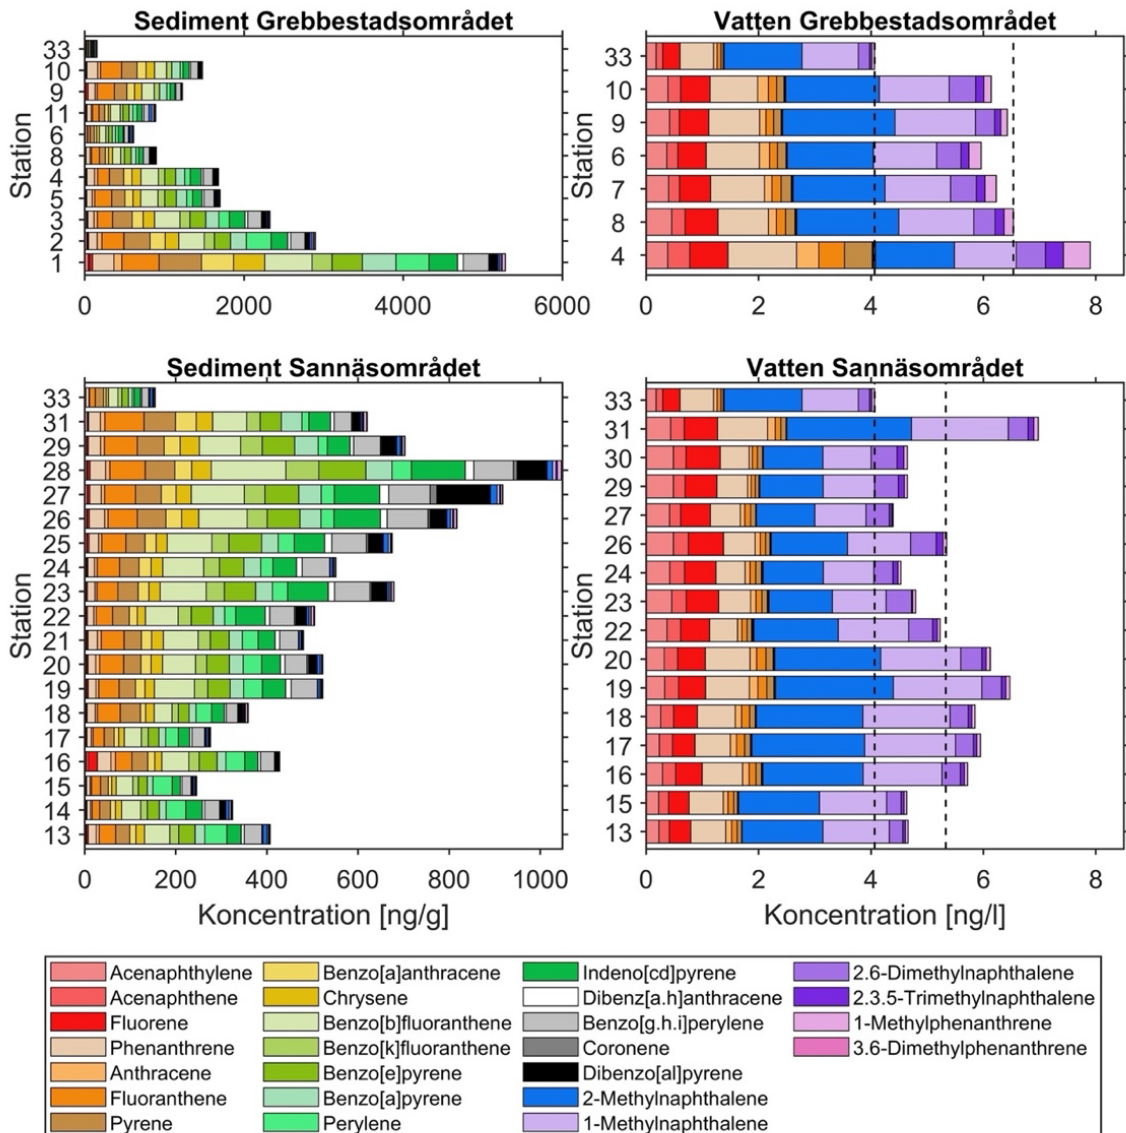 Sediment Grebbestadsområdet
Station
33
10
9
11
6
8
4
5
3
2
1
0 2000 4000 6000
Vatten Grebbestadsområdet
Station
33
10
9
6
7
8
4
0 2 4 6 8
Sediment Sannäsområdet
Station
33
31
29
28
27
26
25
24
23
22
21
20
19
18
17
16
15
14
13
0 200 400 600 800 1000
Koncentration [ng/g]
Vatten Sannäsområdet
Station
33
31
30
29
27
26
24
23
22
20
19
18
17
16
15
13
0 2 4 6 8
Koncentration [ng/l]
Acenaphthylene
Acenaphthene
Fluorene
Phenanthrene
Anthracene
Fluoranthene
Pyrene
Benzo[a]anthracene
Chrysene
Benzo[b]fluoranthene
Benzo[k]fluoranthene
Benzo[e]pyrene
Benzo[a]pyrene
Perylene
Indeno[cd]pyrene
Dibenz[a.h]anthracene
Benzo[g.h.i]perylene
Coronene
Dibenzo[al]pyrene
2-Methylnaphthalene
1-Methylnaphthalene
2.6-Dimethylnaphthalene
2.3.5-Trimethylnaphthalene
1-Methylphenanthrene
3.6-Dimethylphenanthrene